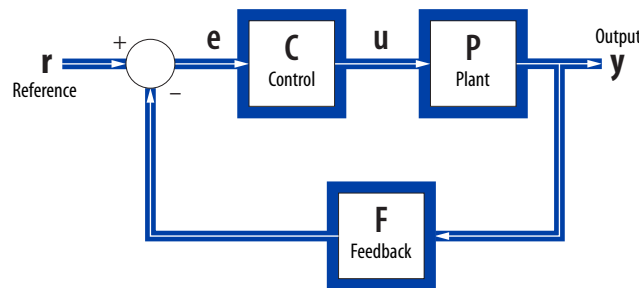 r
Reference
+
−
e
C
Control
u
P
Plant
Output
y
F
Feedback